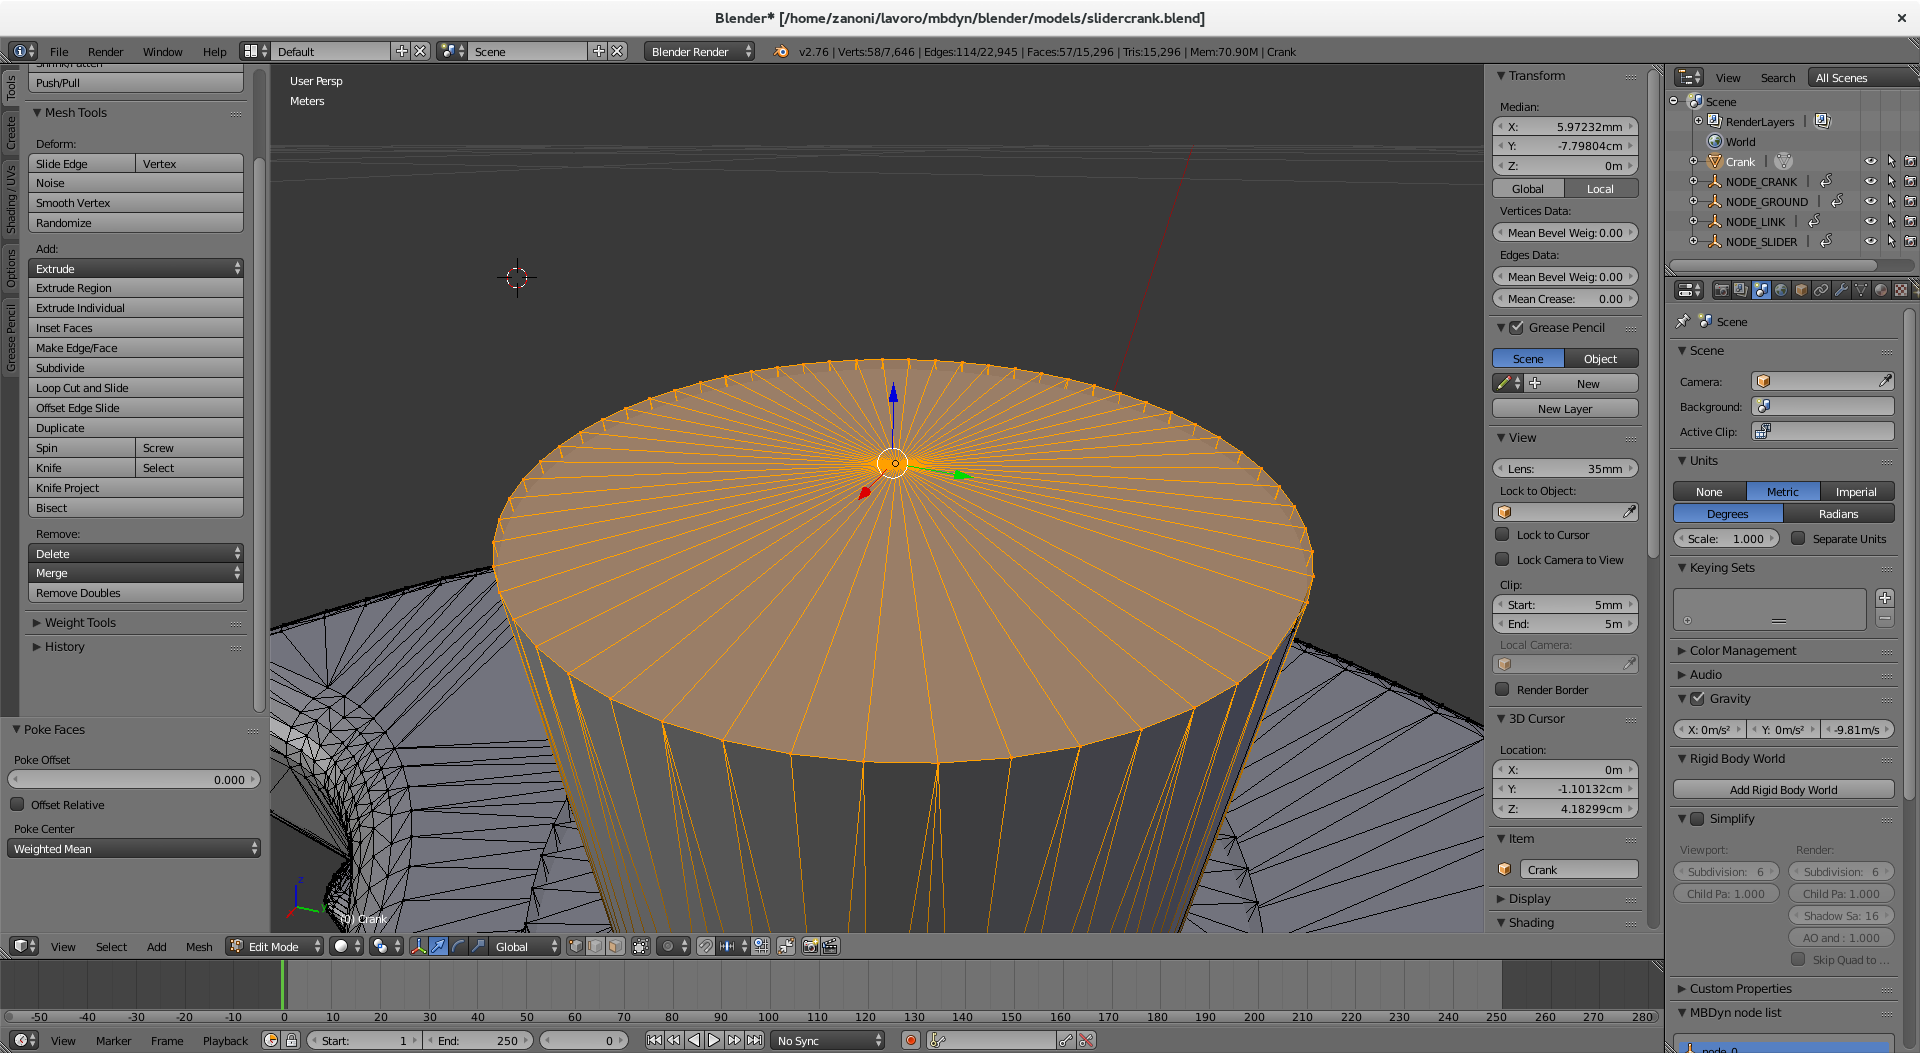 Blender* [/home/zanoni/lavoro/mbdyn/blender/models/slidercrank.blend]
File Render Window Help Default Scene Blender Render v2.76 | Verts:58/7,646 | Edges:114/22,945 | Faces:57/15,296 | Tris:15,296 | Mem:70.90M | Crank
Tools
Create
Shading / UVs
Options
Grease Pencil
Push/Pull
Mesh Tools
Deform:
Slide Edge Vertex
Noise
Smooth Vertex
Randomize
Add:
Extrude
Extrude Region
Extrude Individual
Inset Faces
Make Edge/Face
Subdivide
Loop Cut and Slide
Offset Edge Slide
Duplicate
Spin Screw
Knife Select
Knife Project
Bisect
Remove:
Delete
Merge
Remove Doubles
Weight Tools
History
Poke Faces
Poke Offset
0.000
Offset Relative
Poke Center
Weighted Mean
User Persp
Meters
(0) Crank
Transform
Median:
X: 5.97232mm
Y: -7.79804cm
Z: 0m
Global Local
Vertices Data:
Mean Bevel Weig: 0.00
Edges Data:
Mean Bevel Weig: 0.00
Mean Crease: 0.00
Grease Pencil
Scene Object
New
New Layer
View
Lens: 35mm
Lock to Object:
Lock to Cursor
Lock Camera to View
Clip:
Start: 5mm
End: 5m
Local Camera:
Render Border
3D Cursor
Location:
X: 0m
Y: -1.10132cm
Z: 4.18299cm
Item
Crank
Display
Shading
View Search All Scenes
Scene
RenderLayers
World
Crank
NODE_CRANK
NODE_GROUND
NODE_LINK
NODE_SLIDER
Scene
Scene
Camera:
Background:
Active Clip:
Units
None Metric Imperial
Degrees Radians
Scale: 1.000 Separate Units
Keying Sets
Color Management
Audio
Gravity
X: 0m/s² Y: 0m/s² -9.81m/s
Rigid Body World
Add Rigid Body World
Simplify
Viewport: Render:
Subdivision: 6 Subdivision: 6
Child Pa: 1.000 Child Pa: 1.000
Shadow Sa: 16
AO and : 1.000
Skip Quad to ...
Custom Properties
MBDyn node list
node_0
View Select Add Mesh Edit Mode Global
-50 -40 -30 -20 -10 0 10 20 30 40 50 60 70 80 90 100 110 120 130 140 150 160 170 180 190 200 210 220 230 240 250 260 270 280
View Marker Frame Playback Start: 1 End: 250 0 No Sync